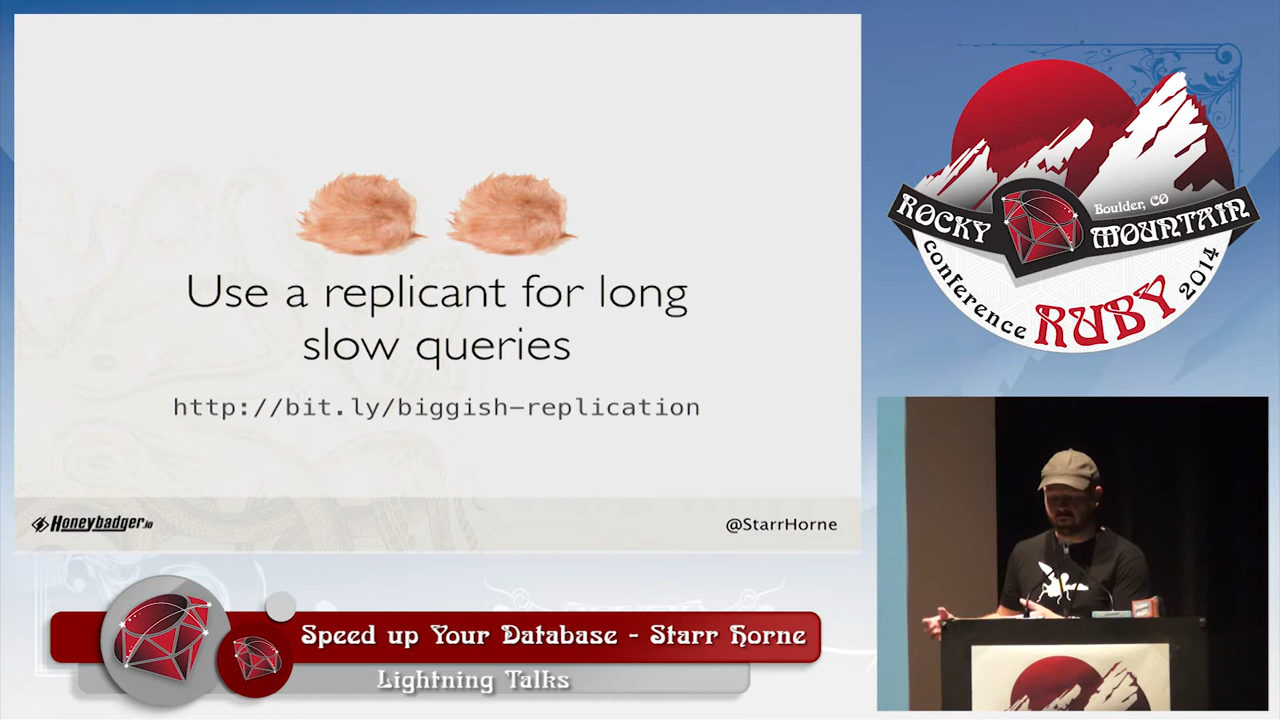 Use a replicant for long
slow queries
http://bit.ly/biggish-replication
Honeybadger.io
@StarrHorne
Boulder, CO
ROCKY MOUNTAIN
conference RUBY 2014
Speed up Your Database - Starr Horne
Lightning Talks